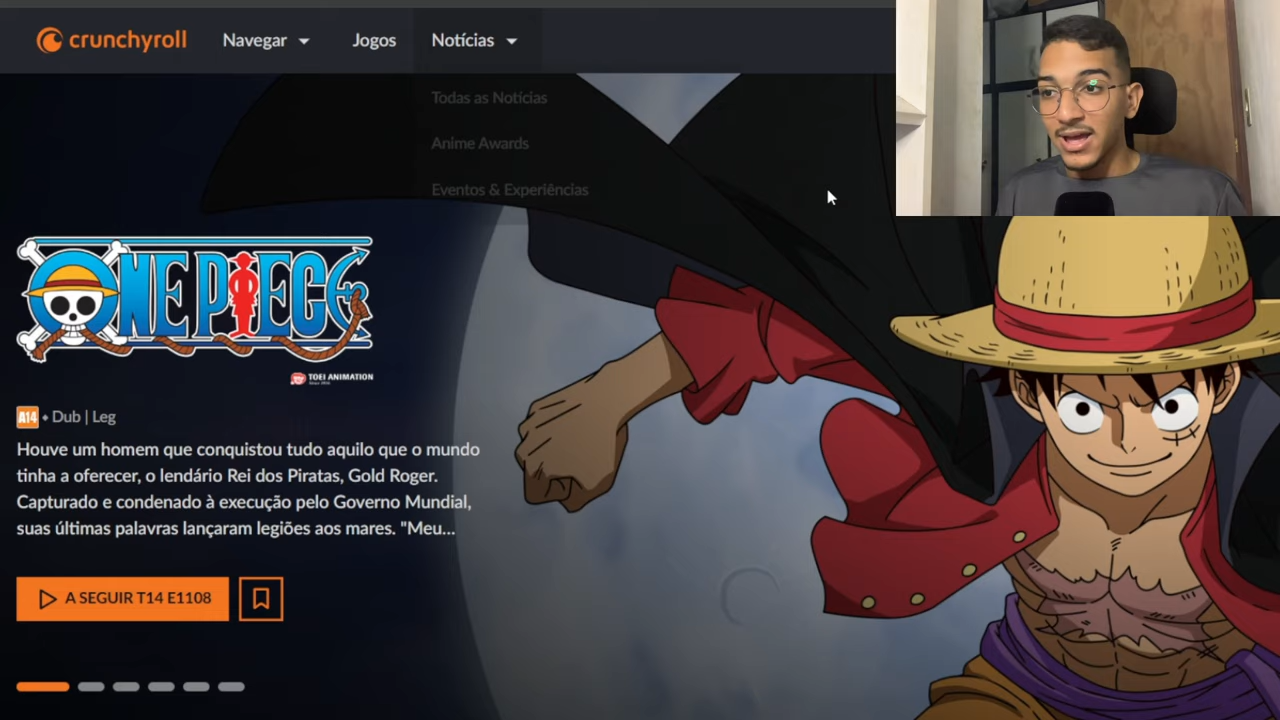 crunchyroll
Navegar
Jogos
Notícias
Todas as Notícias
Anime Awards
Eventos & Experiências
ONE PIECE
TOEI ANIMATION
A14 • Dub | Leg
Houve um homem que conquistou tudo aquilo que o mundo
tinha a oferecer, o lendário Rei dos Piratas, Gold Roger.
Capturado e condenado à execução pelo Governo Mundial,
suas últimas palavras lançaram legiões aos mares. "Meu...
A SEGUIR T14 E1108